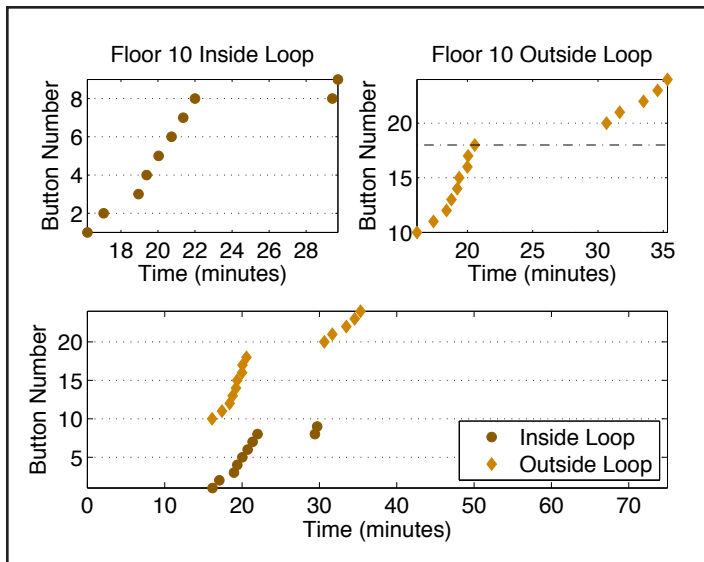 Floor 10 Inside Loop
Button Number
8
6
4
2
18 20 22 24 26 28
Time (minutes)
Floor 10 Outside Loop
Button Number
20
15
10
20 25 30 35
Time (minutes)
Button Number
20
15
10
5
0 10 20 30 40 50 60 70
Time (minutes)
Inside Loop
Outside Loop